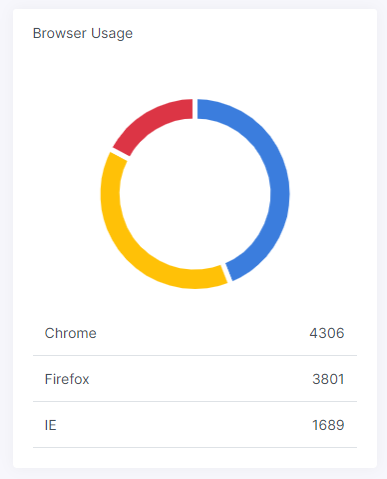 Browser Usage
Chrome 4306
Firefox 3801
IE 1689